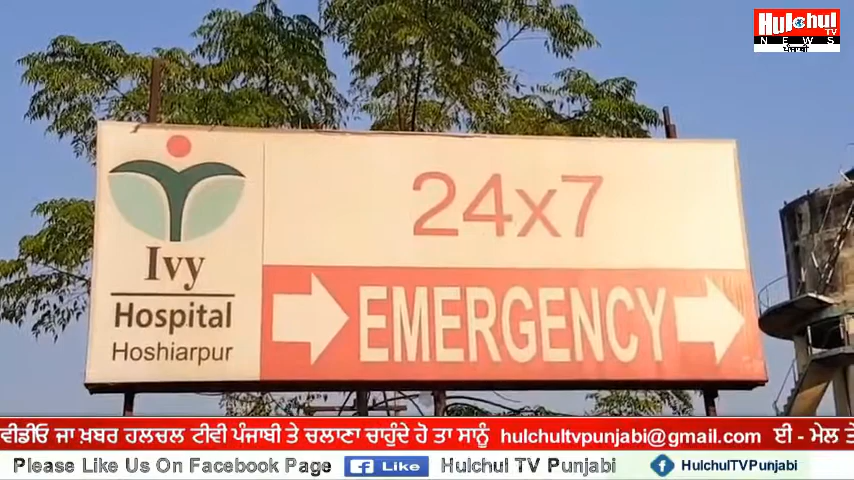 Hulchul TV
NEWS
ਪੰਜਾਬੀ
24x7
Ivy
Hospital
Hoshiarpur
EMERGENCY
ਵੀਡੀਓ ਜਾ ਖ਼ਬਰ ਹਲਚਲ ਟੀਵੀ ਪੰਜਾਬੀ ਤੇ ਚਲਾਣਾ ਚਾਹੁੰਦੇ ਹੋ ਤਾ ਸਾਨੂੰ hulchultvpunjabi@gmail.com ਈ - ਮੇਲ ਤੇ
Please Like Us On Facebook Page f Like Hulchul TV Punjabi f HulchulTVPunjabi